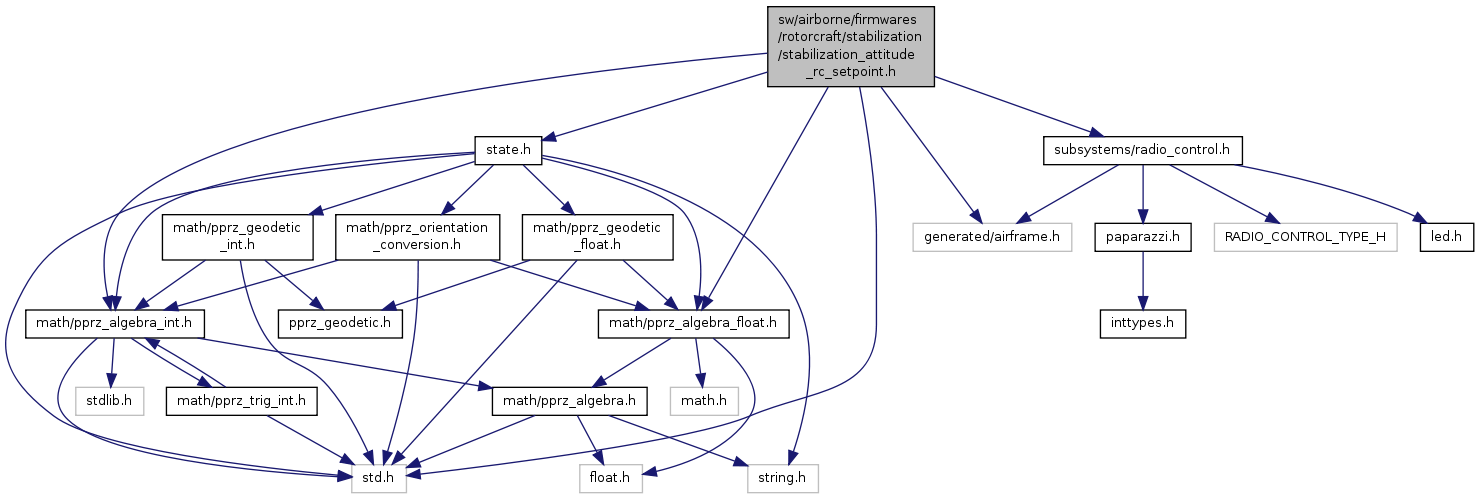 sw/airborne/firmwares
/rotorcraft/stabilization
/stabilization_attitude
_rc_setpoint.h
state.h
subsystems/radio_control.h
math/pprz_geodetic
_int.h
math/pprz_orientation
_conversion.h
math/pprz_geodetic
_float.h
generated/airframe.h
paparazzi.h
RADIO_CONTROL_TYPE_H
led.h
math/pprz_algebra_int.h
pprz_geodetic.h
math/pprz_algebra_float.h
inttypes.h
stdlib.h
math/pprz_trig_int.h
math/pprz_algebra.h
math.h
std.h
float.h
string.h